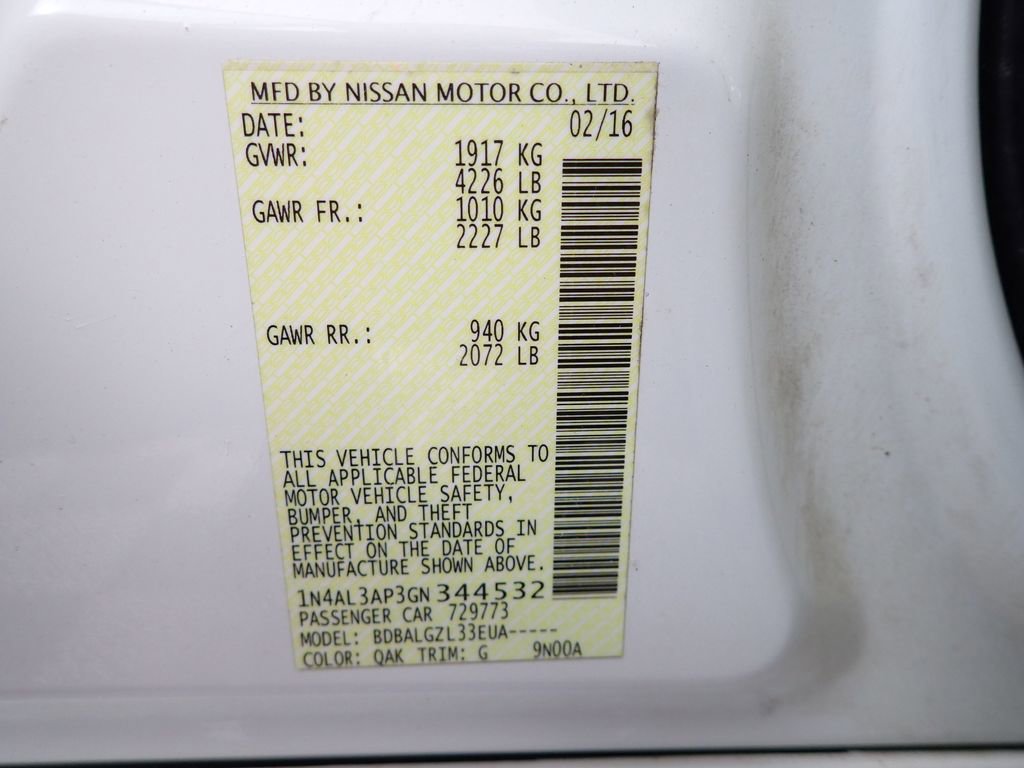 MFD BY NISSAN MOTOR CO., LTD.
DATE: 02/16
GVWR: 1917 KG
4226 LB
GAWR FR.: 1010 KG
2227 LB
GAWR RR.: 940 KG
2072 LB
THIS VEHICLE CONFORMS TO
ALL APPLICABLE FEDERAL
MOTOR VEHICLE SAFETY,
BUMPER, AND THEFT
PREVENTION STANDARDS IN
EFFECT ON THE DATE OF
MANUFACTURE SHOWN ABOVE.
1N4AL3AP3GN 344532
PASSENGER CAR 729773
MODEL: BDBALGZL33EUA-----
COLOR: QAK TRIM: G 9N00A